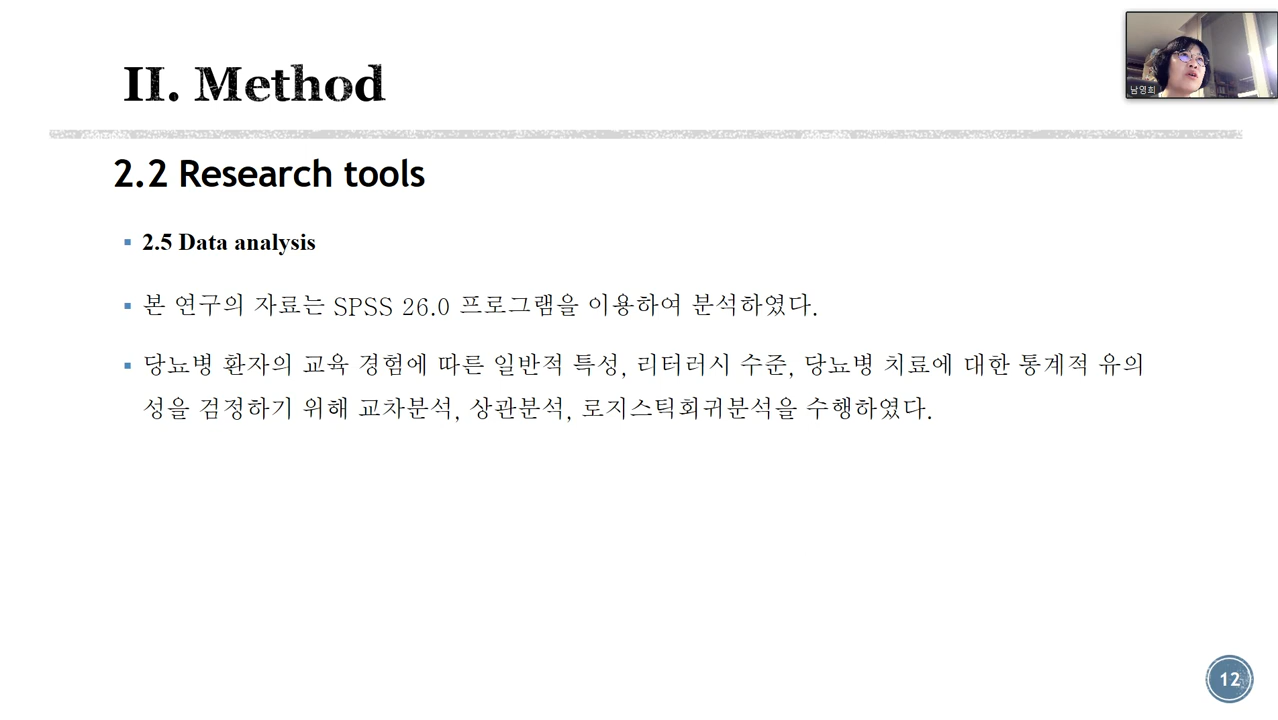 II. Method
남영희
2.2 Research tools
2.5 Data analysis
본 연구의 자료는 SPSS 26.0 프로그램을 이용하여 분석하였다.
당뇨병 환자의 교육 경험에 따른 일반적 특성, 리터러시 수준, 당뇨병 치료에 대한 통계적 유의
성을 검정하기 위해 교차분석, 상관분석, 로지스틱회귀분석을 수행하였다.
12